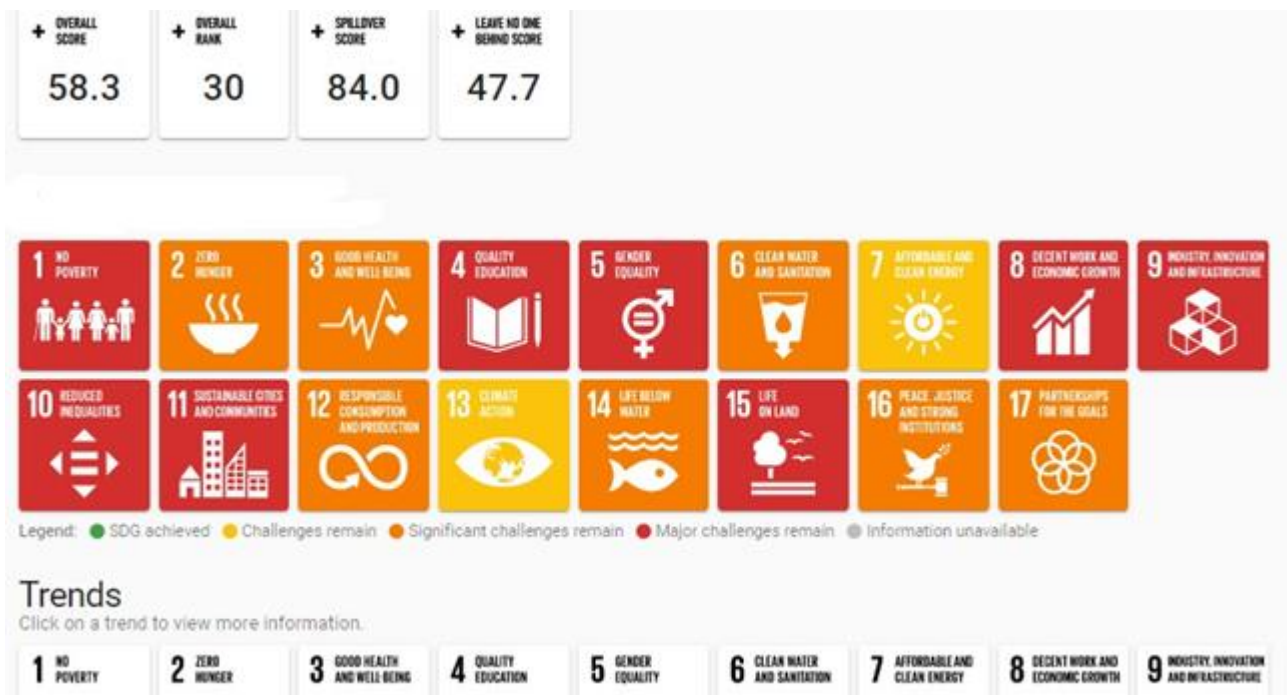 + OVERALL SCORE
58.3
+ OVERALL RANK
30
+ SPILLOVER SCORE
84.0
+ LEAVE NO ONE BEHIND SCORE
47.7
1 NO POVERTY
2 ZERO HUNGER
3 GOOD HEALTH AND WELL-BEING
4 QUALITY EDUCATION
5 GENDER EQUALITY
6 CLEAN WATER AND SANITATION
7 AFFORDABLE AND CLEAN ENERGY
8 DECENT WORK AND ECONOMIC GROWTH
9 INDUSTRY, INNOVATION AND INFRASTRUCTURE
10 REDUCED INEQUALITIES
11 SUSTAINABLE CITIES AND COMMUNITIES
12 RESPONSIBLE CONSUMPTION AND PRODUCTION
13 CLIMATE ACTION
14 LIFE BELOW WATER
15 LIFE ON LAND
16 PEACE, JUSTICE AND STRONG INSTITUTIONS
17 PARTNERSHIPS FOR THE GOALS
Legend: SDG achieved Challenges remain Significant challenges remain Major challenges remain Information unavailable
Trends
Click on a trend to view more information.
1 NO POVERTY
2 ZERO HUNGER
3 GOOD HEALTH AND WELL-BEING
4 QUALITY EDUCATION
5 GENDER EQUALITY
6 CLEAN WATER AND SANITATION
7 AFFORDABLE AND CLEAN ENERGY
8 DECENT WORK AND ECONOMIC GROWTH
9 INDUSTRY, INNOVATION AND INFRASTRUCTURE